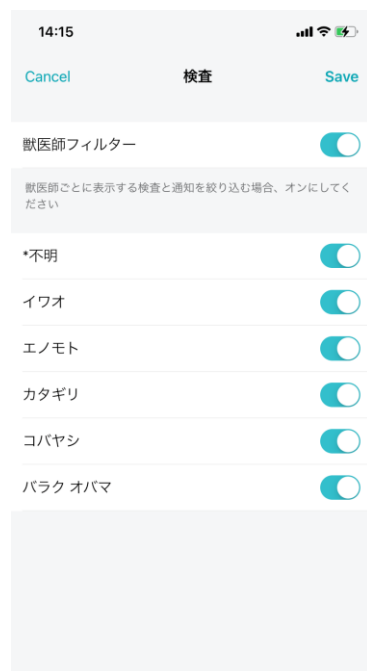 14:15
Cancel 検査 Save
獣医師フィルター
獣医師ごとに表示する検査と通知を絞り込む場合、オンにしてく
ださい
*不明
イワオ
エノモト
カタギリ
コバヤシ
バラク オバマ